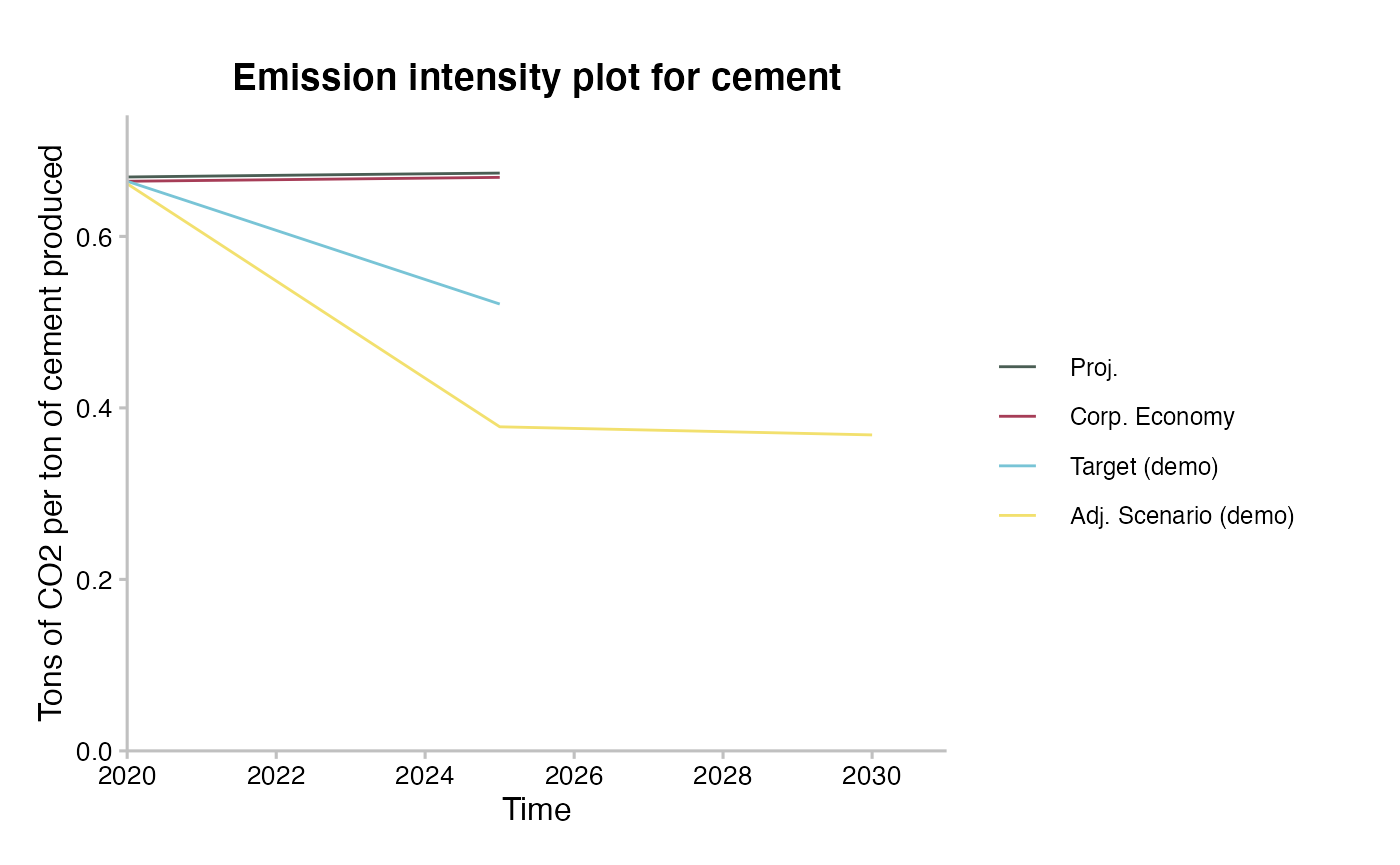 Emission intensity plot for cement
Tons of CO2 per ton of cement produced
0.6
0.4
0.2
0.0
2020 2022 2024 2026 2028 2030
Time
Proj.
Corp. Economy
Target (demo)
Adj. Scenario (demo)